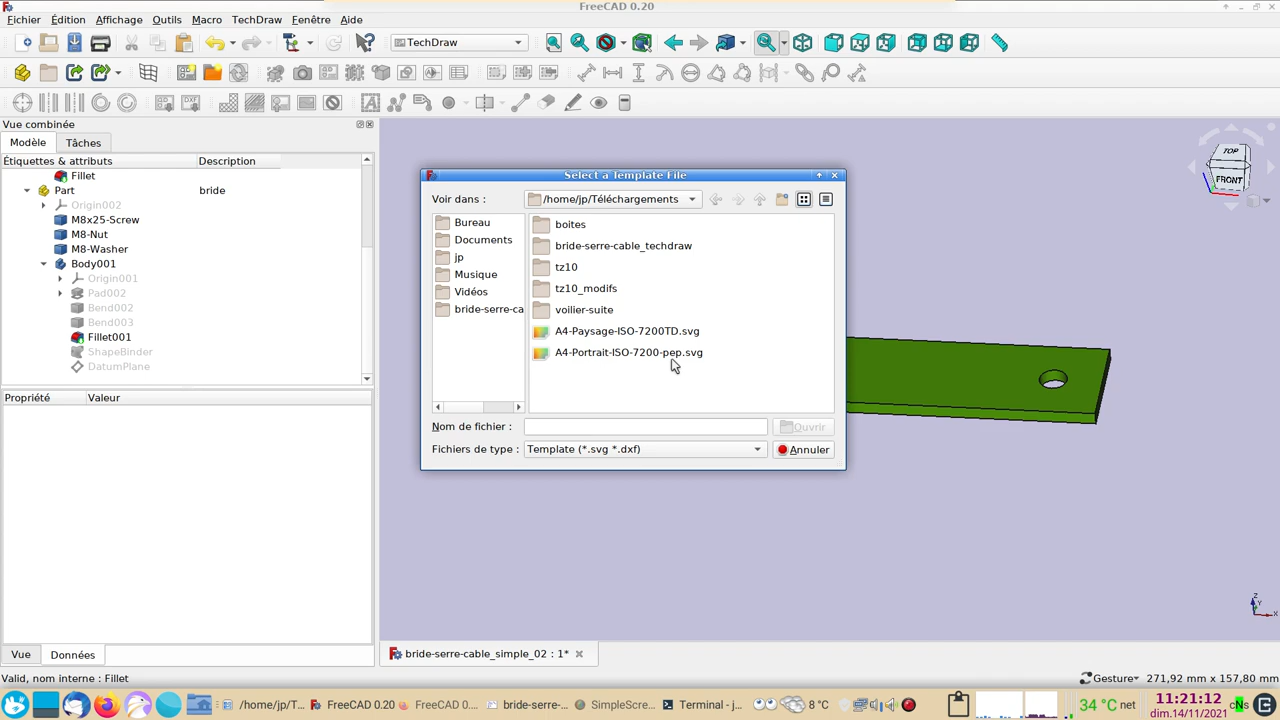 FreeCAD 0.20
Fichier Édition Affichage Outils Macro TechDraw Fenêtre Aide
TechDraw
Vue combinée
Modèle Tâches
Étiquettes & attributs Description
Fillet
Part bride
Origin002
M8x25-Screw
M8-Nut
M8-Washer
Body001
Origin001
Pad002
Bend002
Bend003
Fillet001
ShapeBinder
DatumPlane
Propriété Valeur
Vue Données
Select a Template File
Voir dans : /home/jp/Téléchargements
Bureau
Documents
jp
Musique
Vidéos
bride-serre-ca
boites
bride-serre-cable_techdraw
tz10
tz10_modifs
voilier-suite
A4-Paysage-ISO-7200TD.svg
A4-Portrait-ISO-7200-pep.svg
Nom de fichier : Ouvrir
Fichiers de type : Template (*.svg *.dxf) Annuler
TOP
FRONT
Z
Y
X
bride-serre-cable_simple_02 : 1*
Valid, nom interne : Fillet Gesture 271,92 mm x 157,80 mm
/home/jp/T... FreeCAD 0.20 FreeCAD 0.... bride-serre-... SimpleScre... Terminal - j... 8 °C 34 °C net 11:21:12 cNs
dim.14/11/2021